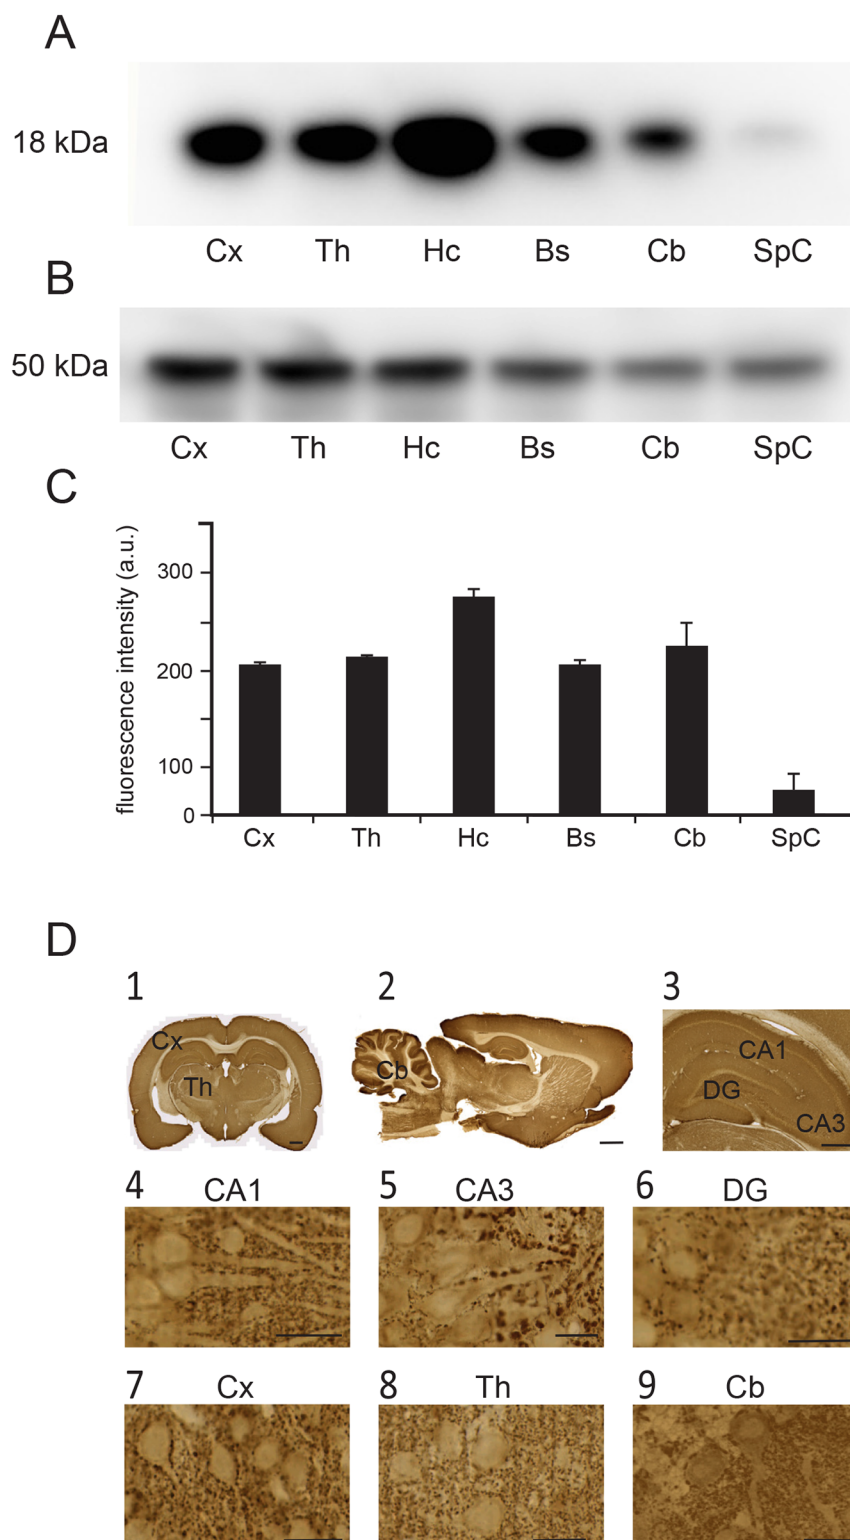 A
18 kDa
Cx Th Hc Bs Cb SpC
B
50 kDa
Cx Th Hc Bs Cb SpC
C
fluorescence intensity (a.u.)
300
200
100
0
Cx Th Hc Bs Cb SpC
D
1 2 3
Cx
Th
Cb
CA1
DG
CA3
4 CA1 5 CA3 6 DG
7 Cx 8 Th 9 Cb